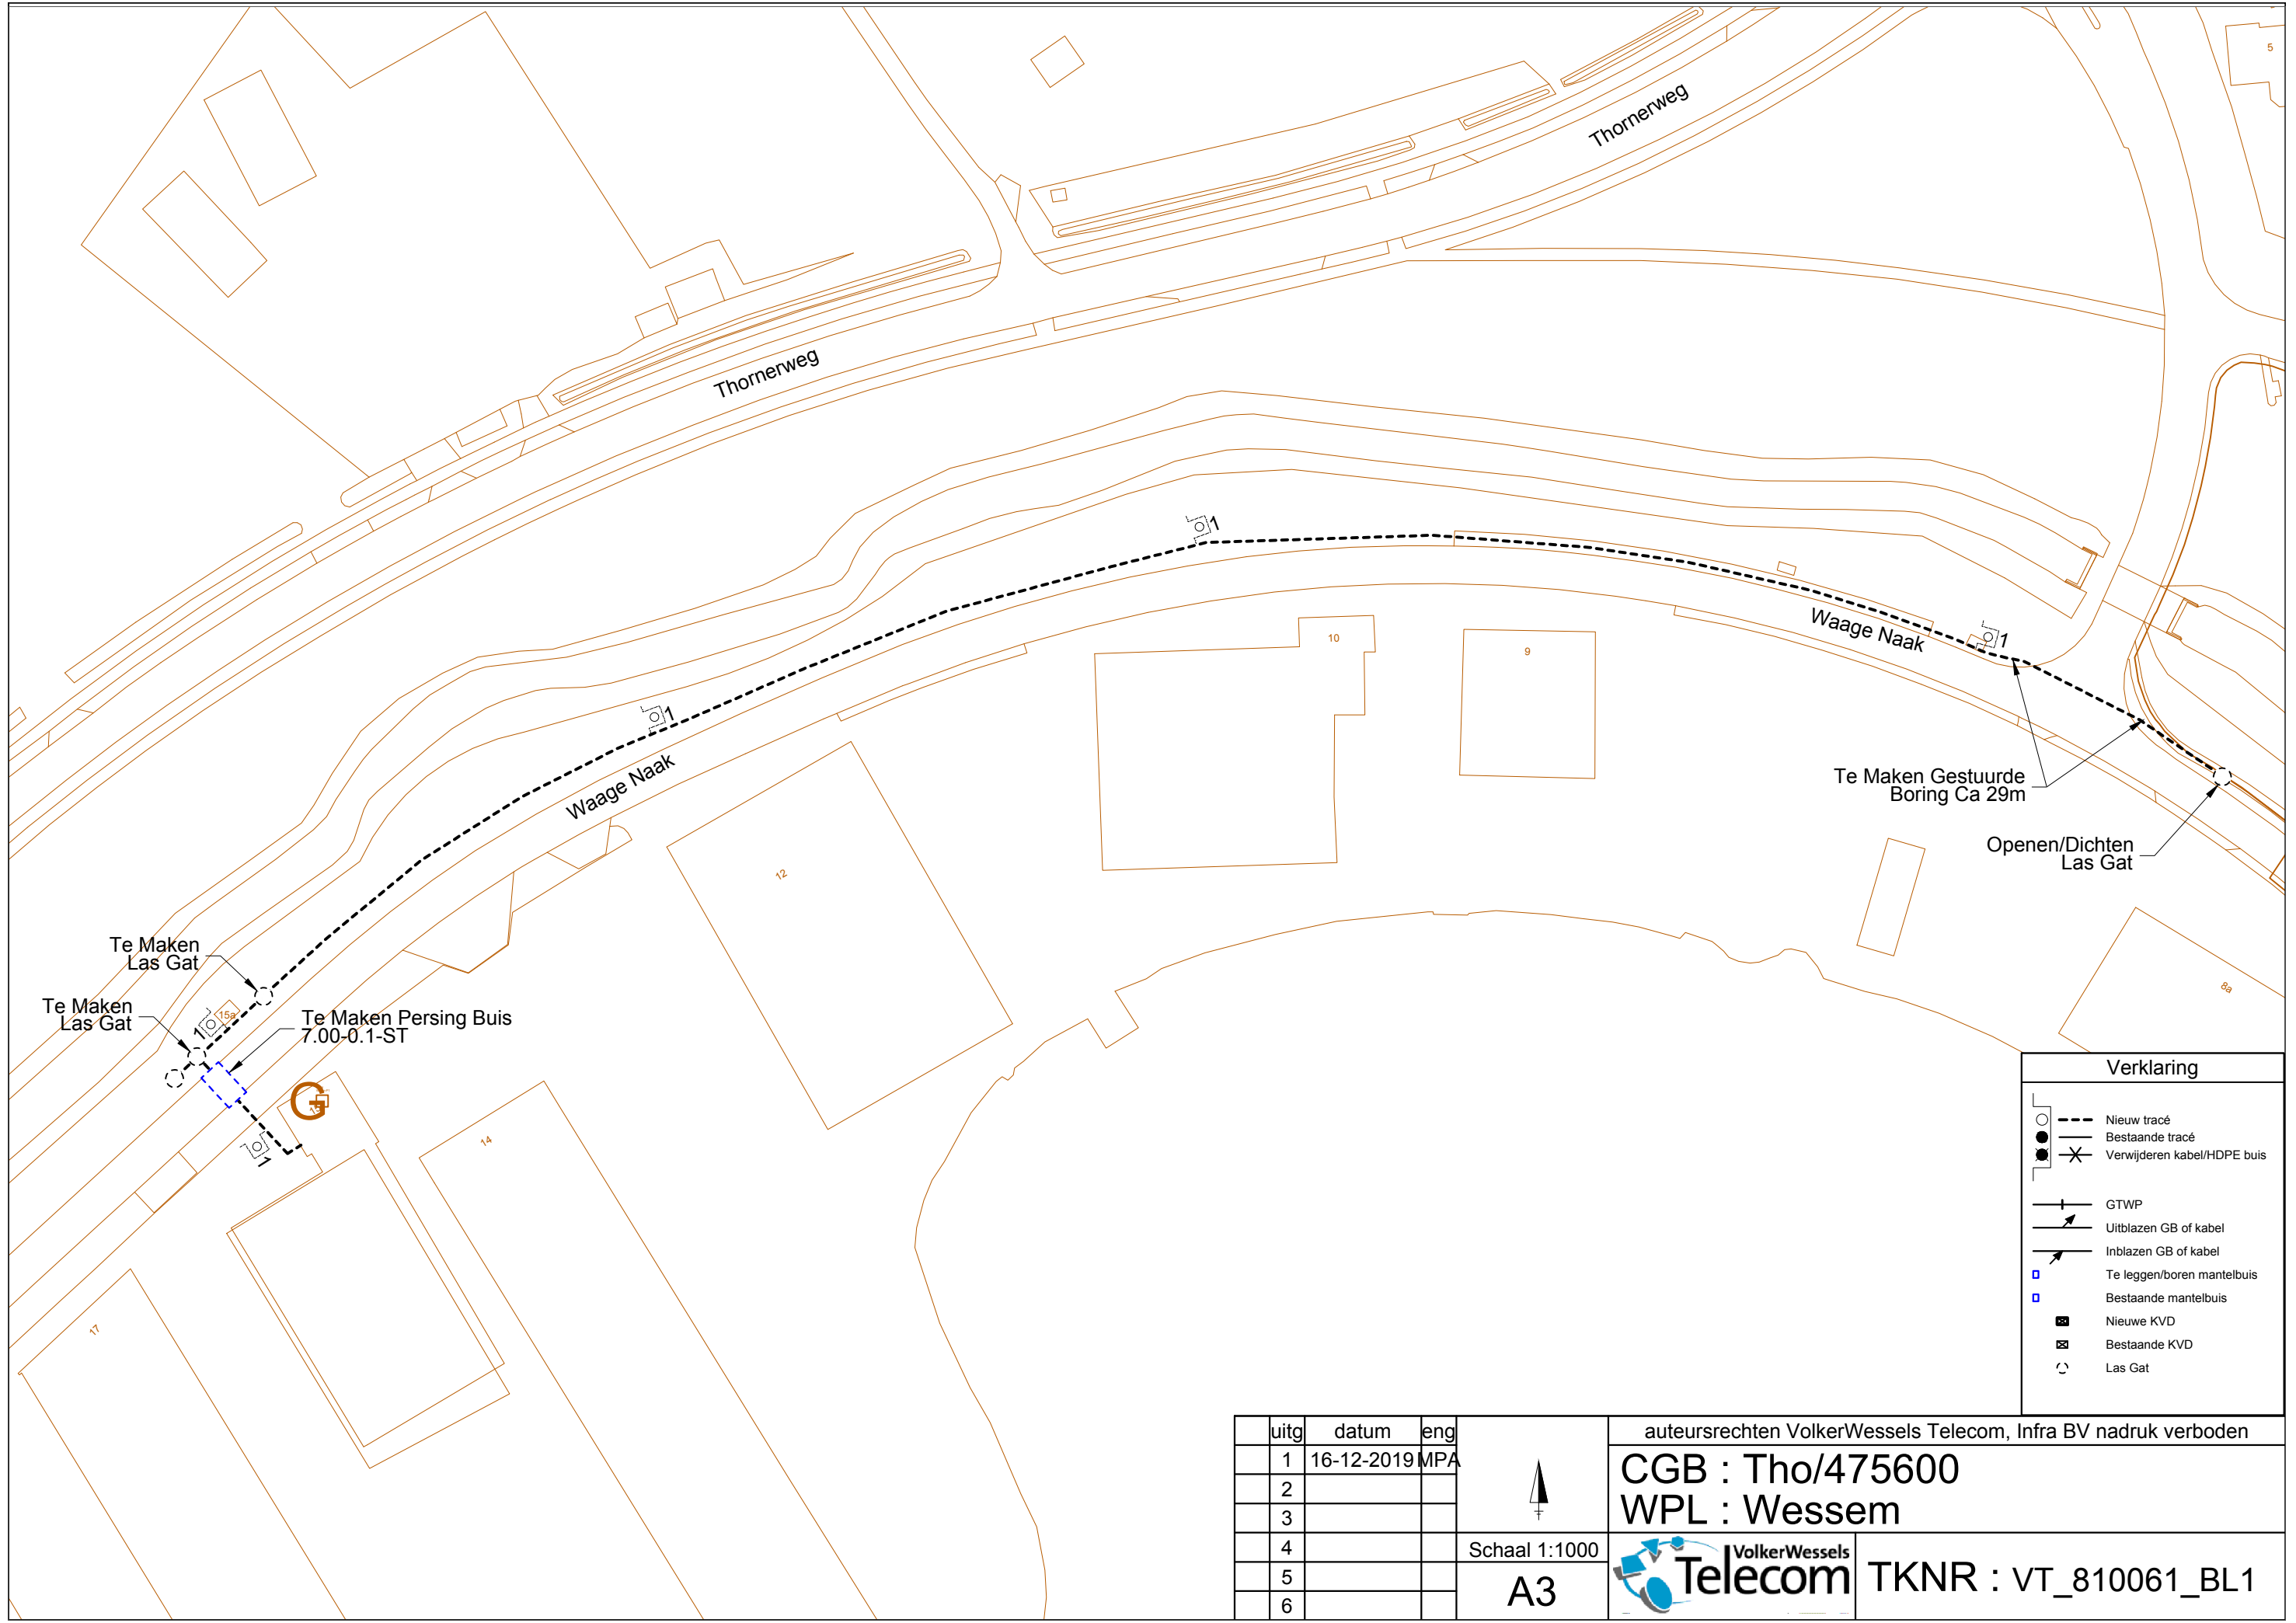 5
Thornerweg
Thornerweg
1
10
9
Waage Naak
1
1
Waage Naak
Te Maken Gestuurde
Boring Ca 29m
Openen/Dichten
Las Gat
12
Te Maken
Las Gat
Te Maken
Las Gat
15a
1
Te Maken Persing Buis
7.00-0.1-ST
G
1
14
17
8a
Verklaring
Nieuw tracé
Bestaande tracé
Verwijderen kabel/HDPE buis
GTWP
Uitblazen GB of kabel
Inblazen GB of kabel
Te leggen/boren mantelbuis
Bestaande mantelbuis
Nieuwe KVD
Bestaande KVD
Las Gat
uitg datum eng
1 16-12-2019 MPA
2
3
4
5
6
Schaal 1:1000
A3
auteursrechten VolkerWessels Telecom, Infra BV nadruk verboden
CGB : Tho/475600
WPL : Wessem
VolkerWessels
Telecom
TKNR : VT_810061_BL1